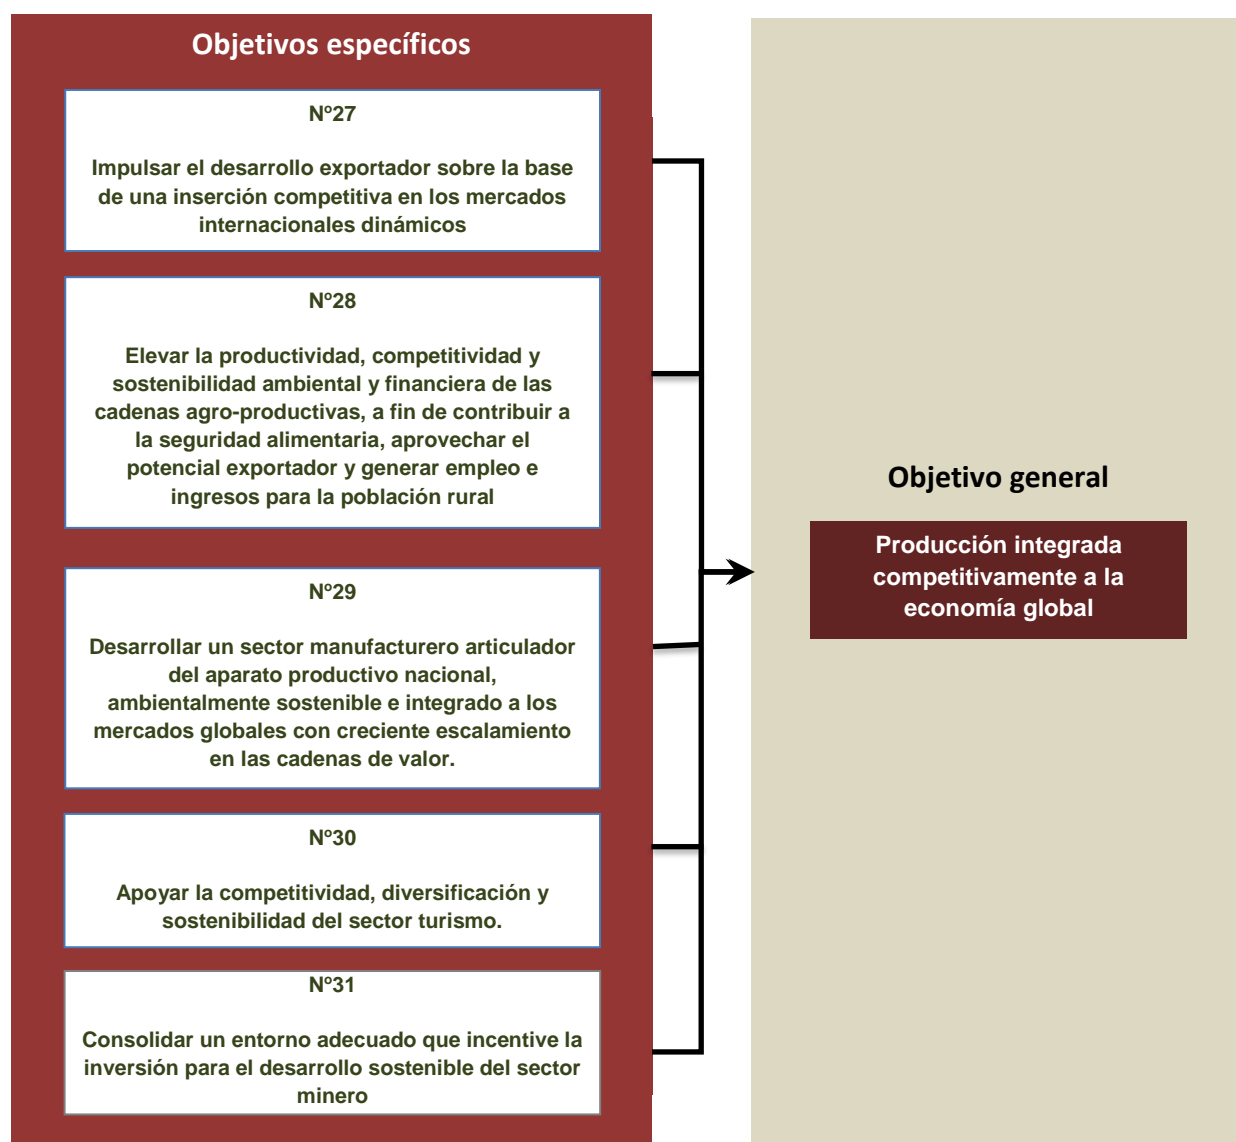 Objetivos específicos
Nº27
Impulsar el desarrollo exportador sobre la base
de una inserción competitiva en los mercados
internacionales dinámicos
Nº28
Elevar la productividad, competitividad y
sostenibilidad ambiental y financiera de las
cadenas agro-productivas, a fin de contribuir a
la seguridad alimentaria, aprovechar el
potencial exportador y generar empleo e
ingresos para la población rural
Nº29
Desarrollar un sector manufacturero articulador
del aparato productivo nacional,
ambientalmente sostenible e integrado a los
mercados globales con creciente escalamiento
en las cadenas de valor.
Nº30
Apoyar la competitividad, diversificación y
sostenibilidad del sector turismo.
Nº31
Consolidar un entorno adecuado que incentive la
inversión para el desarrollo sostenible del sector
minero
Objetivo general
Producción integrada
competitivamente a la
economía global